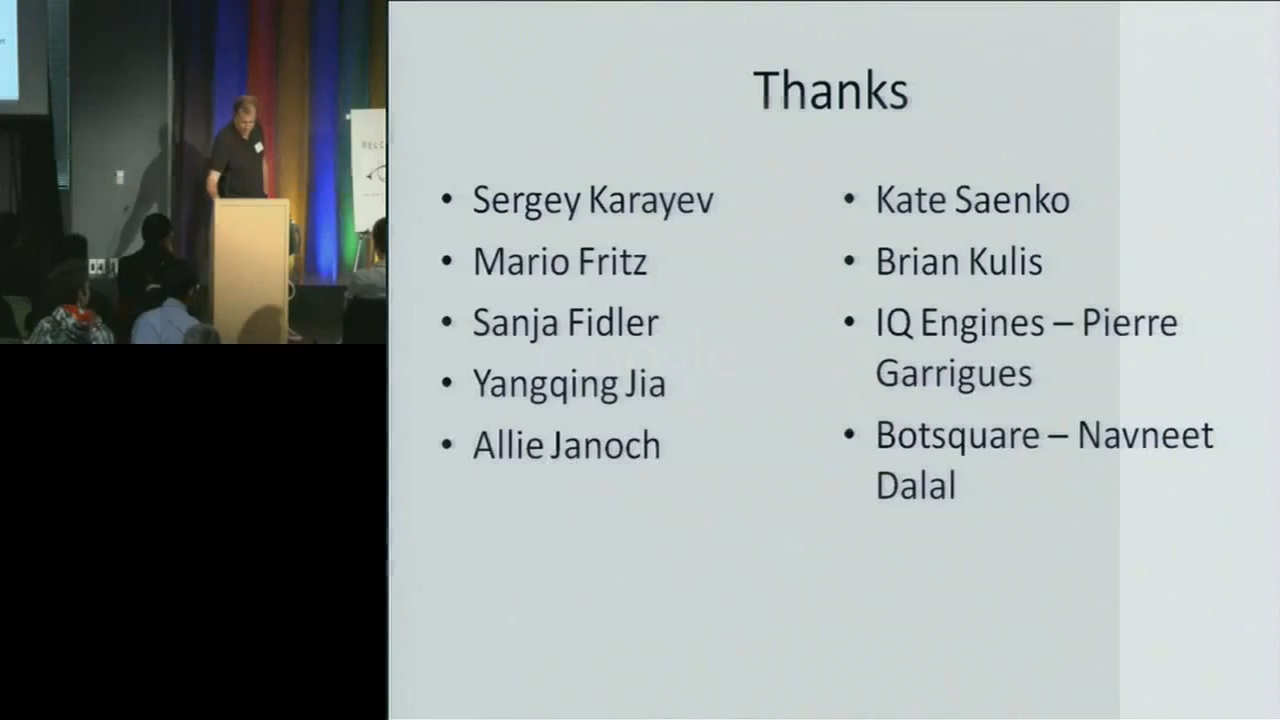 Thanks
• Sergey Karayev
• Mario Fritz
• Sanja Fidler
• Yangqing Jia
• Allie Janoch
• Kate Saenko
• Brian Kulis
• IQ Engines – Pierre
Garrigues
• Botsquare – Navneet
Dalal